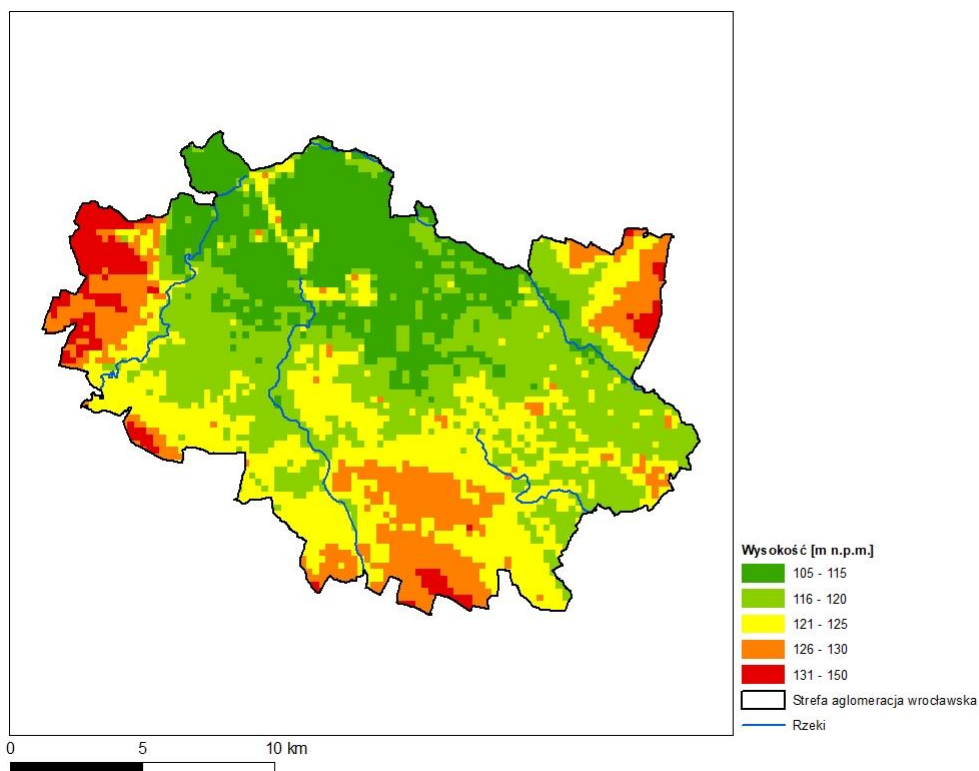 Wysokość [m n.p.m.]
105 - 115
116 - 120
121 - 125
126 - 130
131 - 150
Strefa aglomeracja wrocławska
Rzeki
0 5 10 km